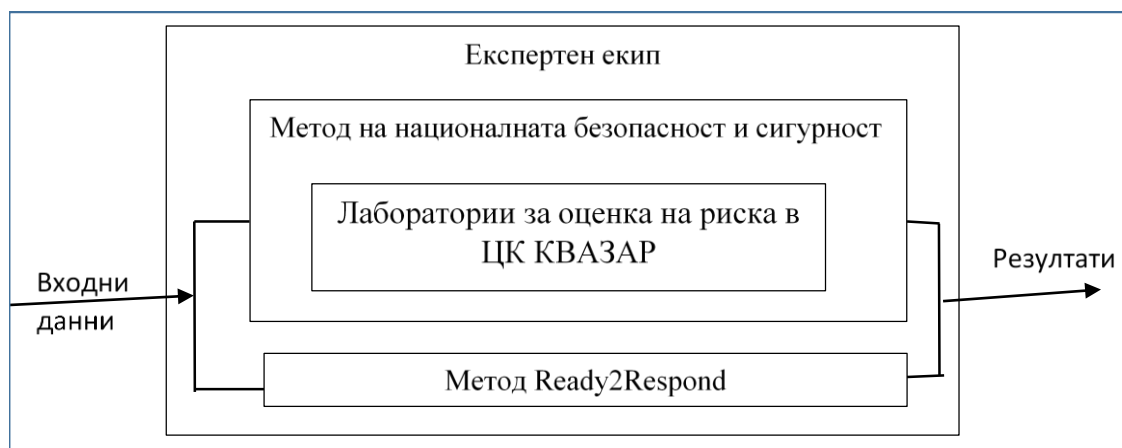 Експертен екип
Метод на националната безопасност и сигурност
Лаборатории за оценка на риска в
ЦК КВАЗАР
Входни
данни
Резултати
Метод Ready2Respond